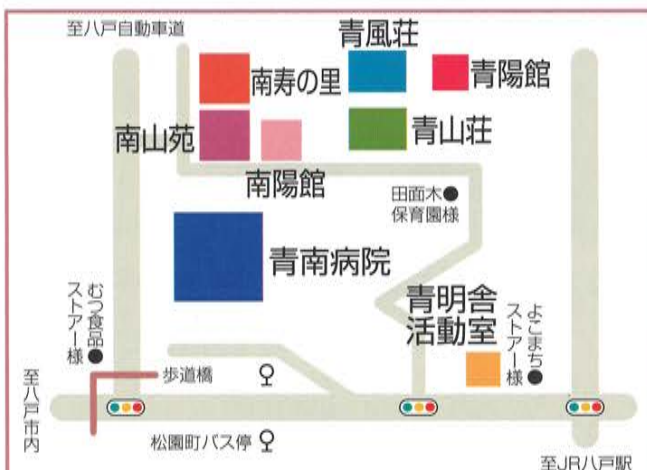 至八戸自動車道
青風荘
南寿の里
青陽館
南山苑
青山荘
南陽館
田面木
保育園様
青南病院
青明舎
活動室
むつ食品
ストアー様
よこまち
ストアー様
至八戸市内
歩道橋
松園町バス停
至JR八戸駅